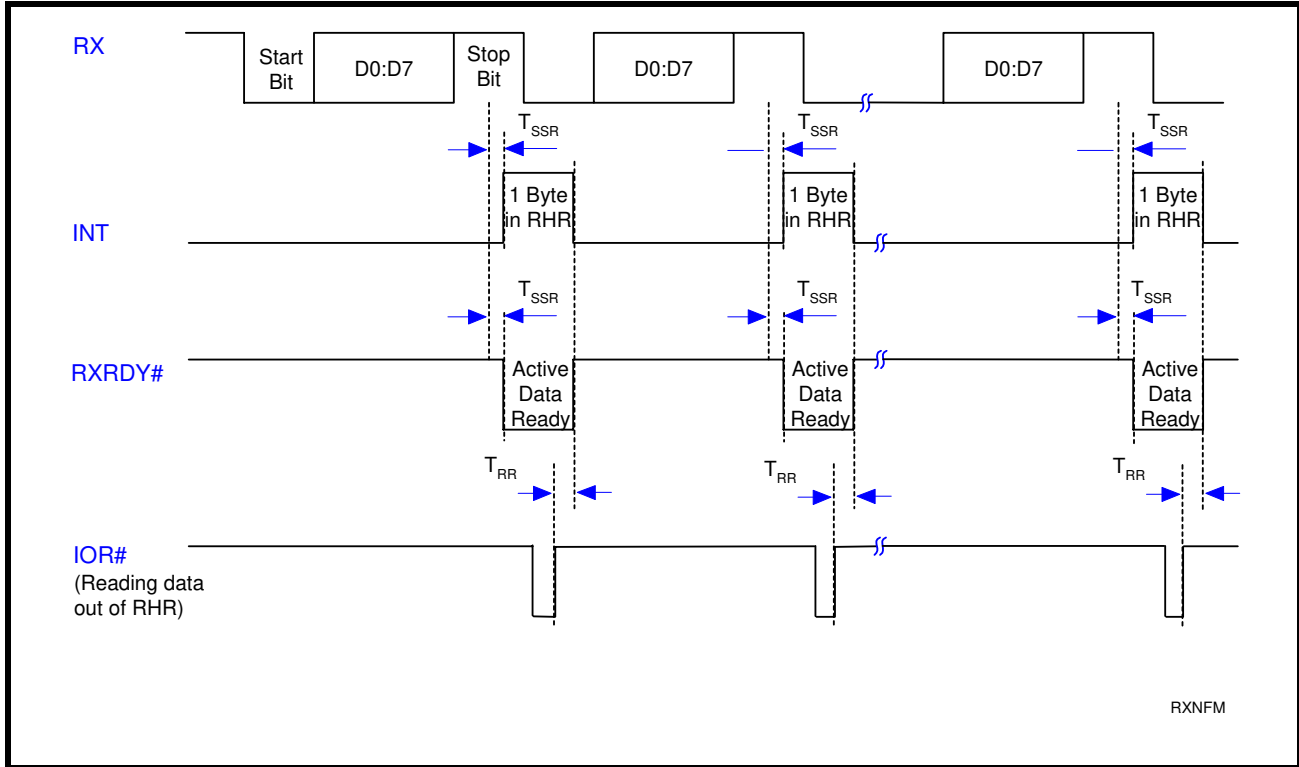 RX
Start
Bit
D0:D7
Stop
Bit
D0:D7
D0:D7
TSSR
TSSR
TSSR
INT
1 Byte
in RHR
1 Byte
in RHR
1 Byte
in RHR
TSSR
TSSR
TSSR
RXRDY#
Active
Data
Ready
Active
Data
Ready
Active
Data
Ready
TRR
TRR
TRR
IOR#
(Reading data
out of RHR)
RXNFM